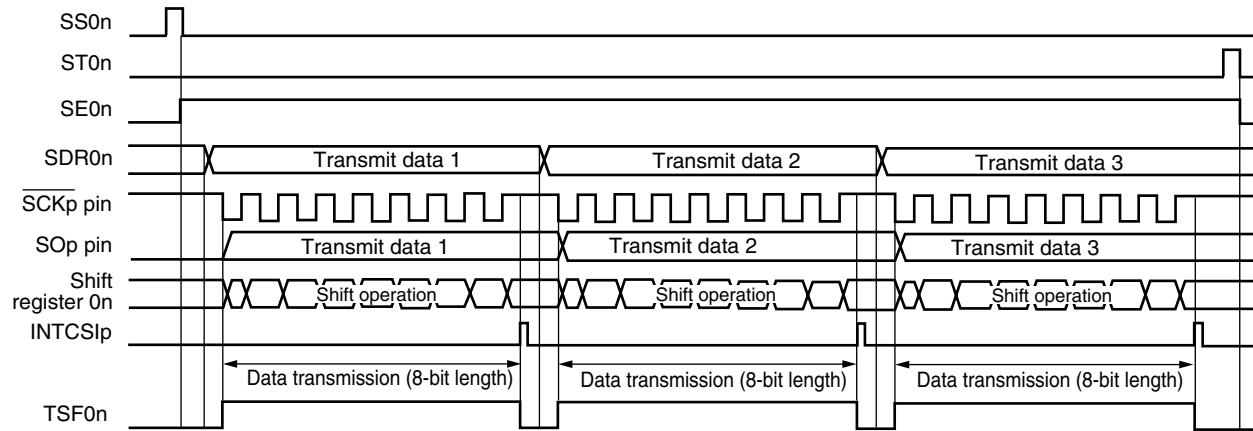 SS0n
ST0n
SE0n
SDR0n Transmit data 1 Transmit data 2 Transmit data 3
SCKp pin
SOp pin Transmit data 1 Transmit data 2 Transmit data 3
Shift
register 0n Shift operation Shift operation Shift operation
INTCSIp
Data transmission (8-bit length) Data transmission (8-bit length) Data transmission (8-bit length)
TSF0n